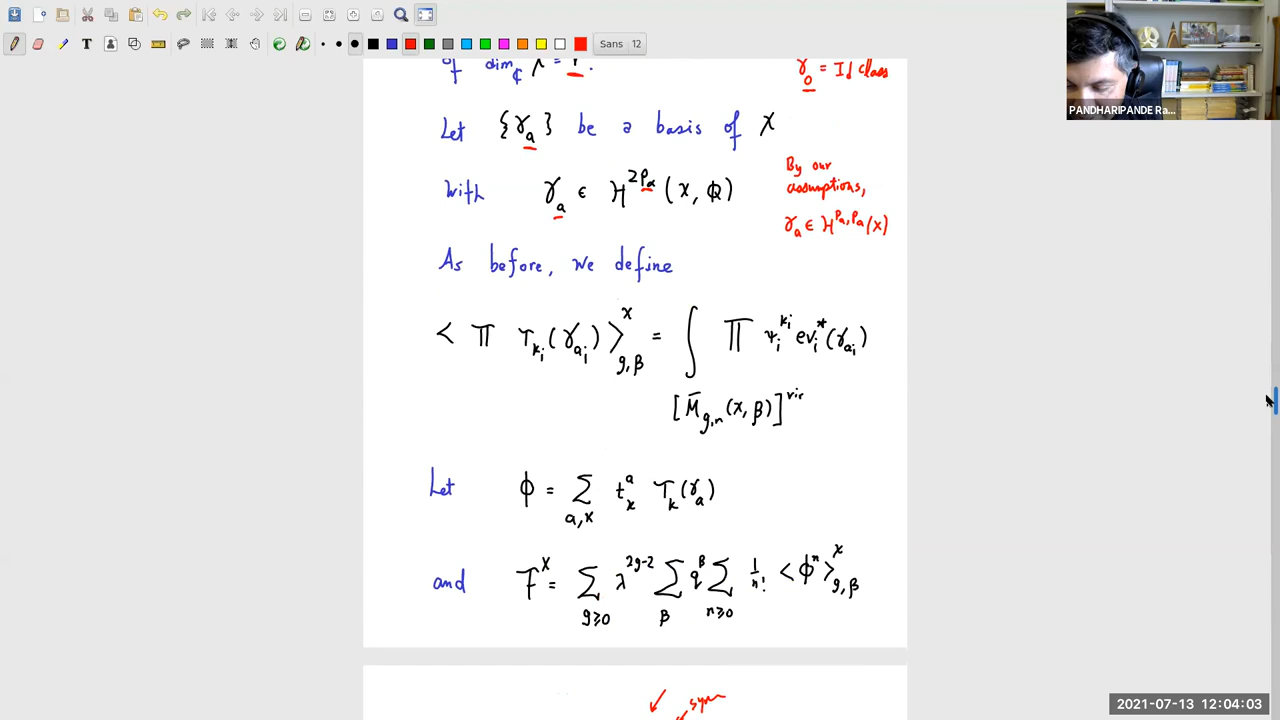 Sans 12
PANDHARIPANDE Ra...
of dim_ℂ X = r.
γ_0 = Id class
Let {γ_a} be a basis of X
By our
assumptions,
γ_a ∈ H^{p_a, p_a}(X)
with γ_a ∈ H^{2p_a}(X, ℚ)
As before, we define
< Π τ_{k_i}(γ_{a_i}) >^X_{g,β} = ∫ Π ψ_i^{k_i} ev_i^*(γ_{a_i})
[M̄_{g,n}(X, β)]^{vir}
Let Φ = Σ_{a,k} t^a_k τ_k(γ_a)
and F^X = Σ_{g≥0} λ^{2g-2} Σ_β q^β Σ_{n≥0} 1/n! <Φ^n>^X_{g,β}
sym
2021-07-13 12:04:03